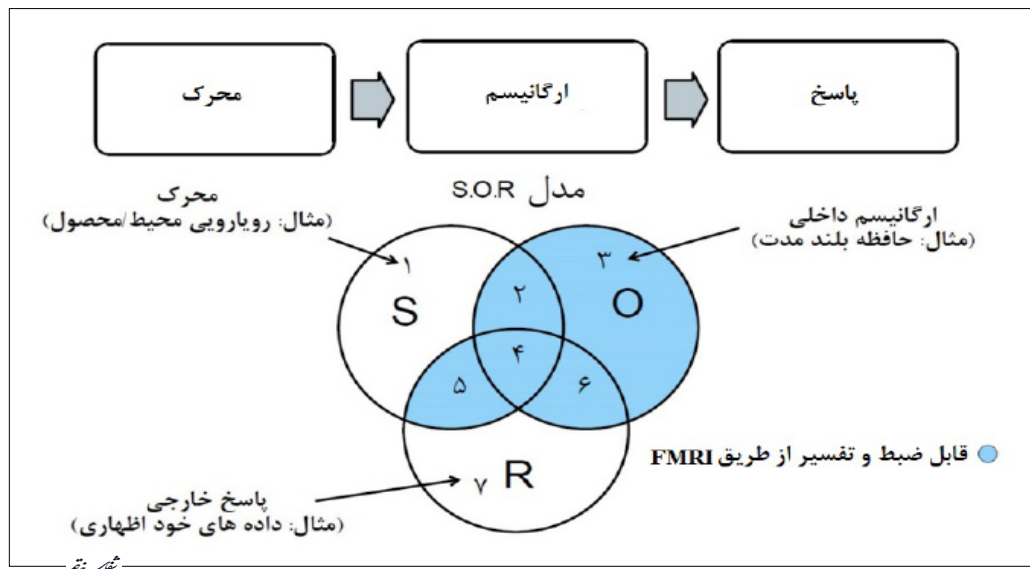 محرک
ارگانیسم
پاسخ
مدل S.O.R
محرک
(مثال: رویارویی محیط/محصول)
ارگانیسم داخلی
(مثال: حافظه بلند مدت)
۱
۲
۳
S
O
۴
۵
۶
R
۷
قابل ضبط و تفسیر از طریق FMRI
پاسخ خارجی
(مثال: داده های خود اظهاری)